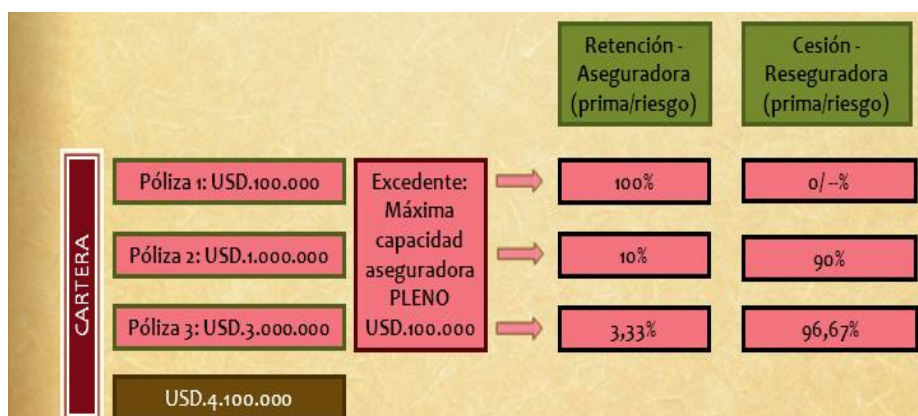 Retención -
Aseguradora
(prima/riesgo)
Cesión -
Reseguradora
(prima/riesgo)
CARTERA
Póliza 1: USD.100.000
Excedente:
Máxima
capacidad
aseguradora
PLENO
USD.100.000
100%
0/ --%
Póliza 2: USD.1.000.000
10%
90%
Póliza 3: USD.3.000.000
3,33%
96,67%
USD.4.100.000